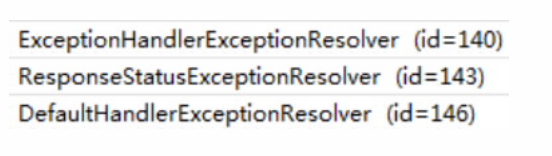 ExceptionHandlerExceptionResolver (id=140)
ResponseStatusExceptionResolver (id=143)
DefaultHandlerExceptionResolver (id=146)